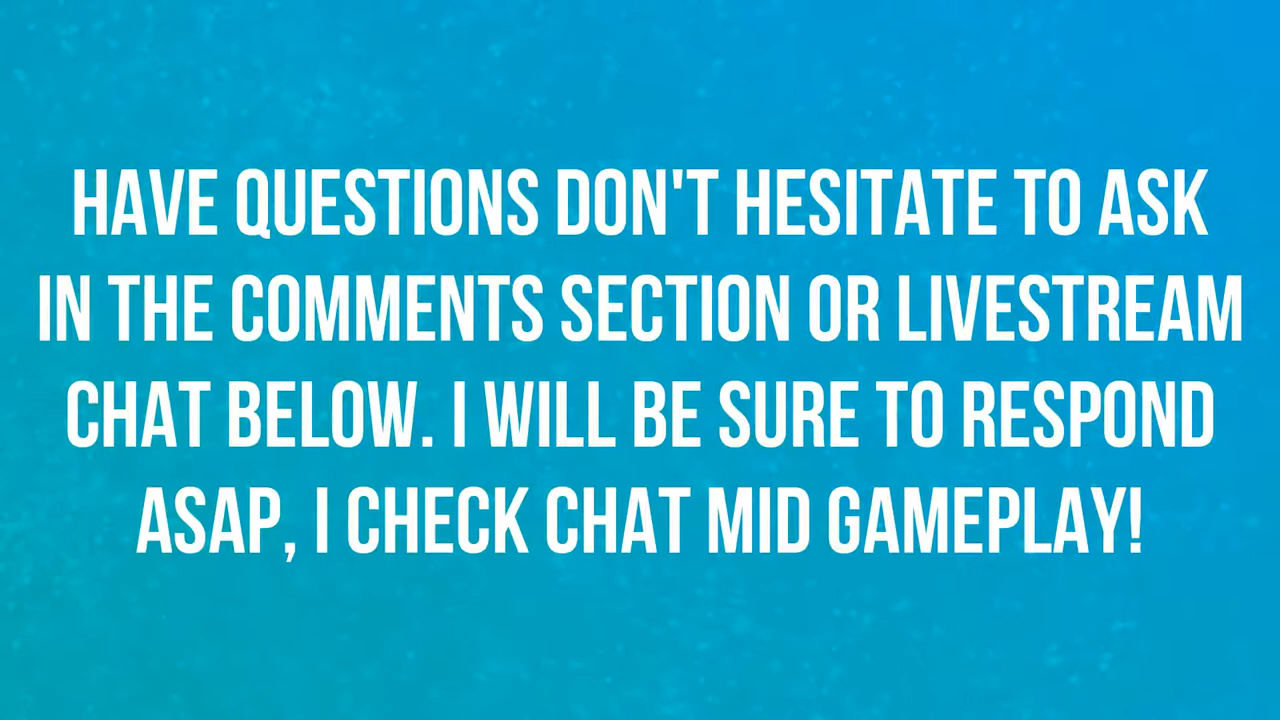 HAVE QUESTIONS DON'T HESITATE TO ASK
IN THE COMMENTS SECTION OR LIVESTREAM
CHAT BELOW. I WILL BE SURE TO RESPOND
ASAP, I CHECK CHAT MID GAMEPLAY!